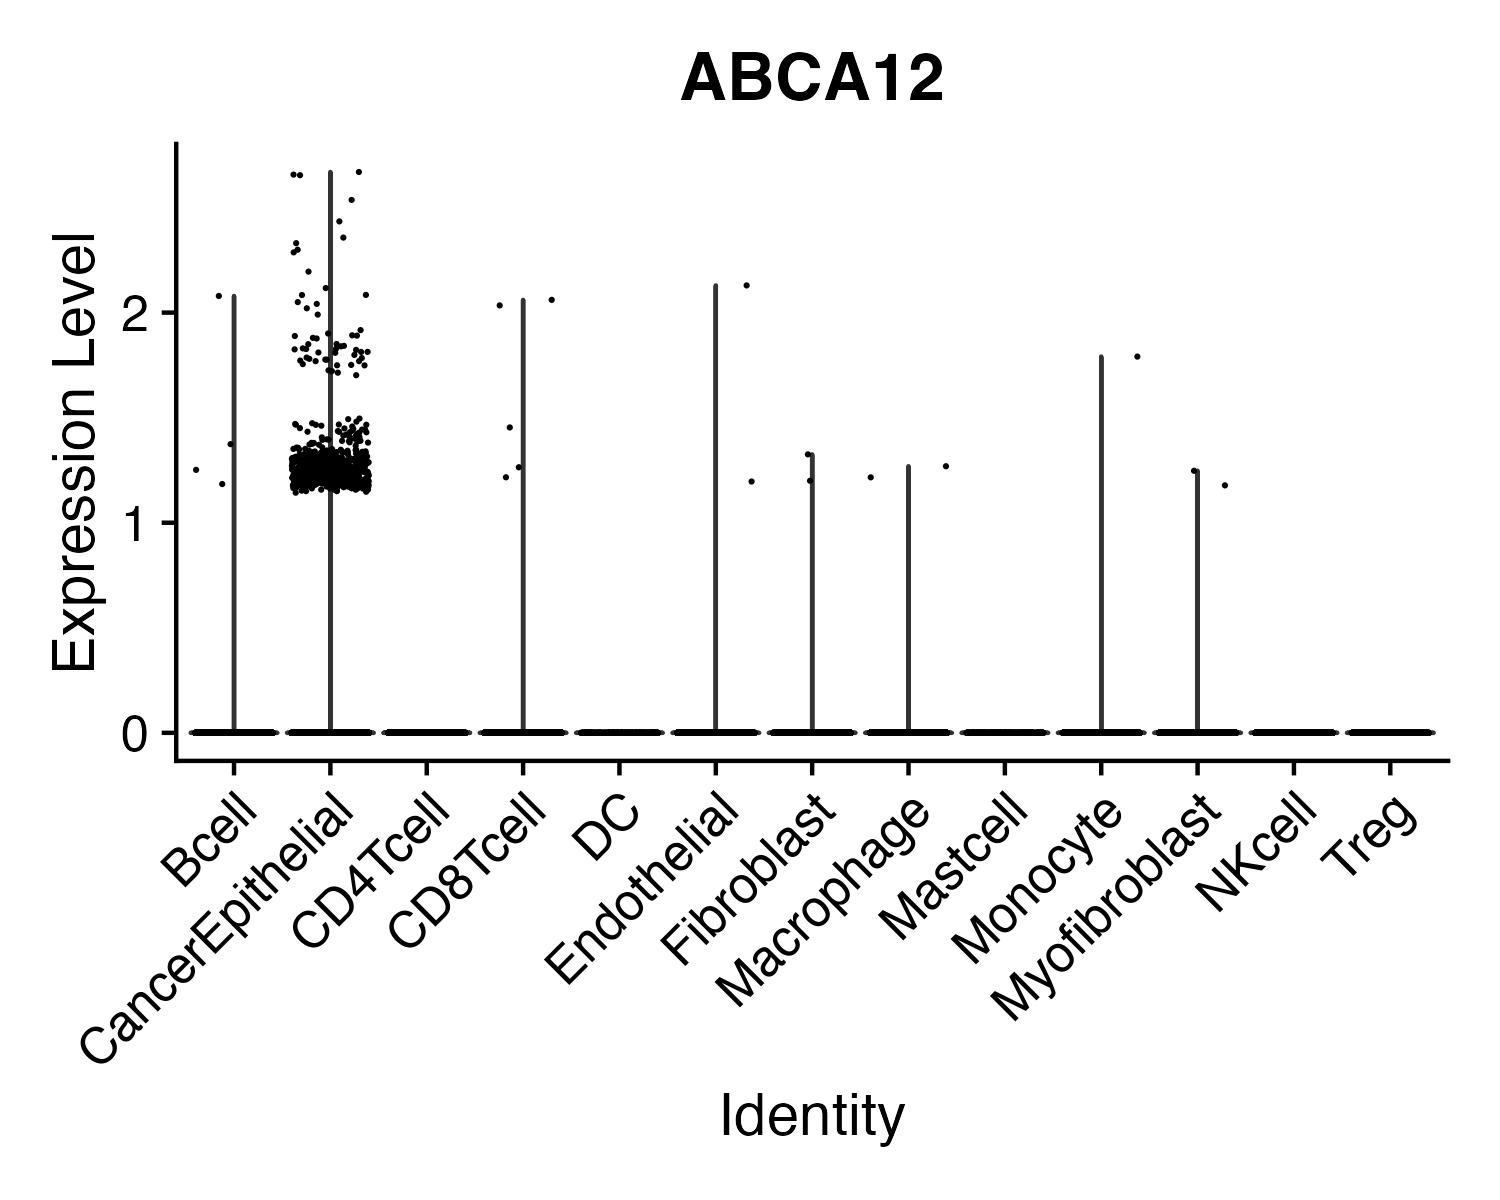 ABCA12
Expression Level
2
1
0
Bcell
CancerEpithelial
CD4Tcell
CD8Tcell
DC
Endothelial
Fibroblast
Macrophage
Mastcell
Monocyte
Myofibroblast
NKcell
Treg
Identity